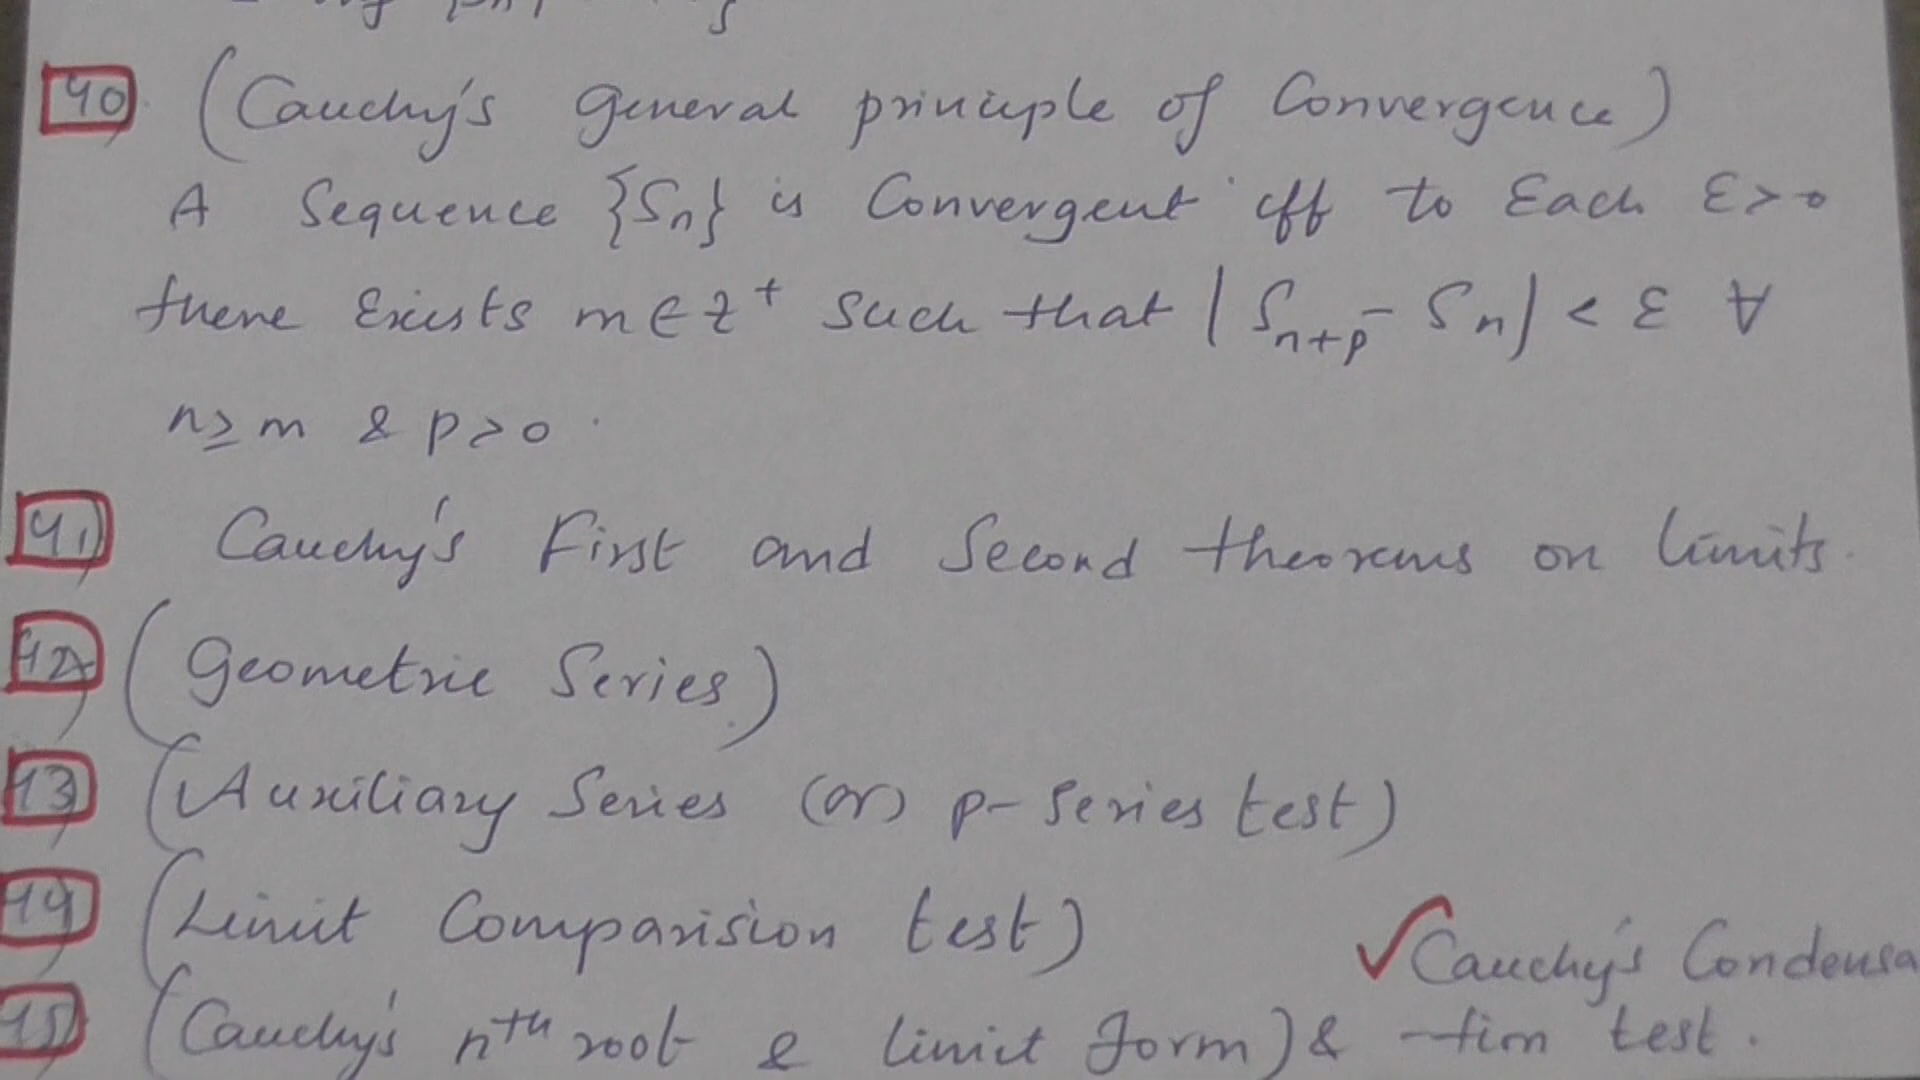 40) (Cauchy's general principle of Convergence)
A Sequence {Sn} is Convergent iff to Each ε>0
there Exists m∈z⁺ such that |Sn+p - Sn| < ε ∀
n≥m & p>0.
41) Cauchy's First and Second theorems on limits.
42) (Geometric Series)
43) (Auxiliary Series (or) p-series test)
44) (Limit Comparision test)
✓Cauchy's Condensa
45) (Cauchy's nth root & limit form) & -tion test.